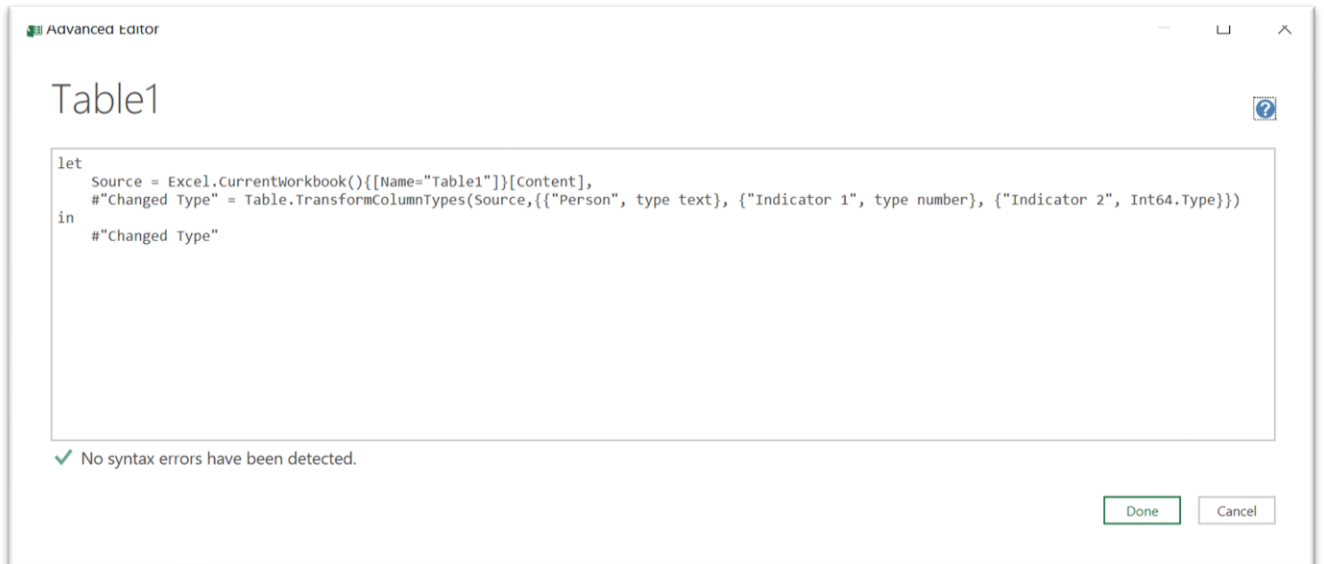 Advanced Editor
Table1
let
    Source = Excel.CurrentWorkbook(){[Name="Table1"]}[Content],
    #"Changed Type" = Table.TransformColumnTypes(Source,{{"Person", type text}, {"Indicator 1", type number}, {"Indicator 2", Int64.Type}})
in
    #"Changed Type"
No syntax errors have been detected.
Done Cancel